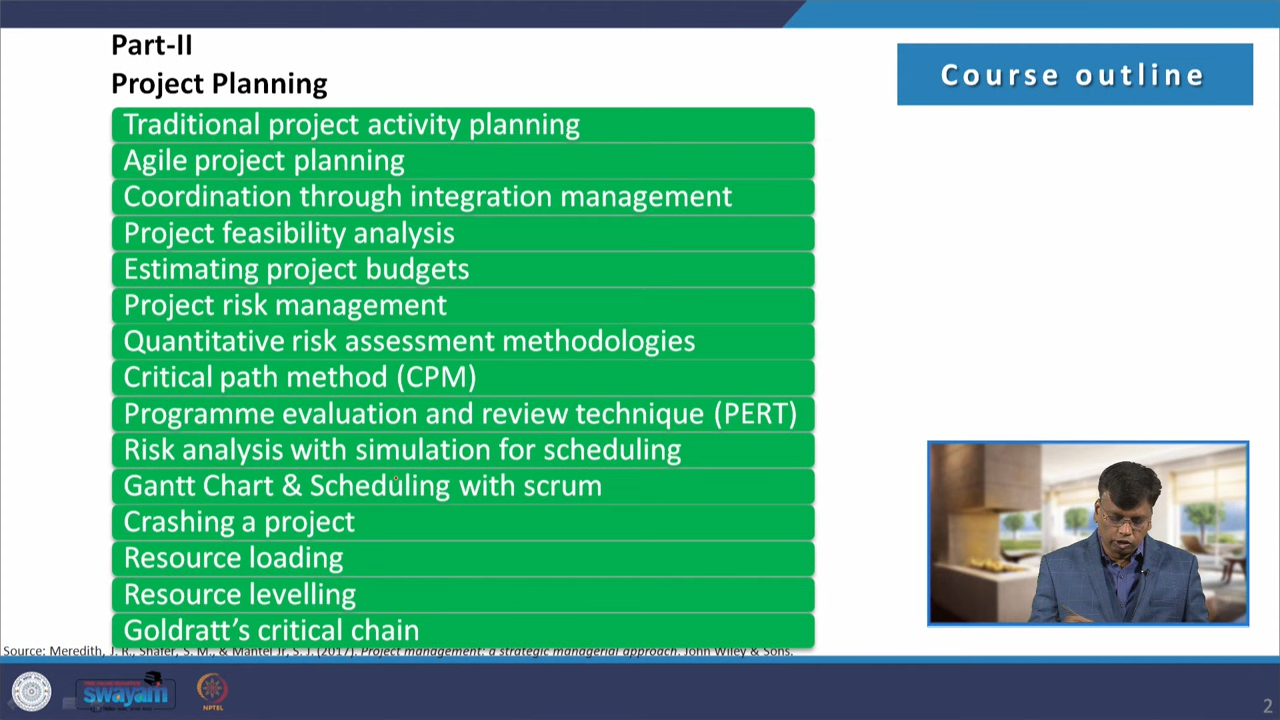 Part-II
Project Planning
Course outline
Traditional project activity planning
Agile project planning
Coordination through integration management
Project feasibility analysis
Estimating project budgets
Project risk management
Quantitative risk assessment methodologies
Critical path method (CPM)
Programme evaluation and review technique (PERT)
Risk analysis with simulation for scheduling
Gantt Chart & Scheduling with scrum
Crashing a project
Resource loading
Resource levelling
Goldratt’s critical chain
Source: Meredith, J. R., Shafer, S. M., & Mantel Jr, S. J. (2017). Project management: a strategic managerial approach. John Wiley & Sons.
swayam
NPTEL
2